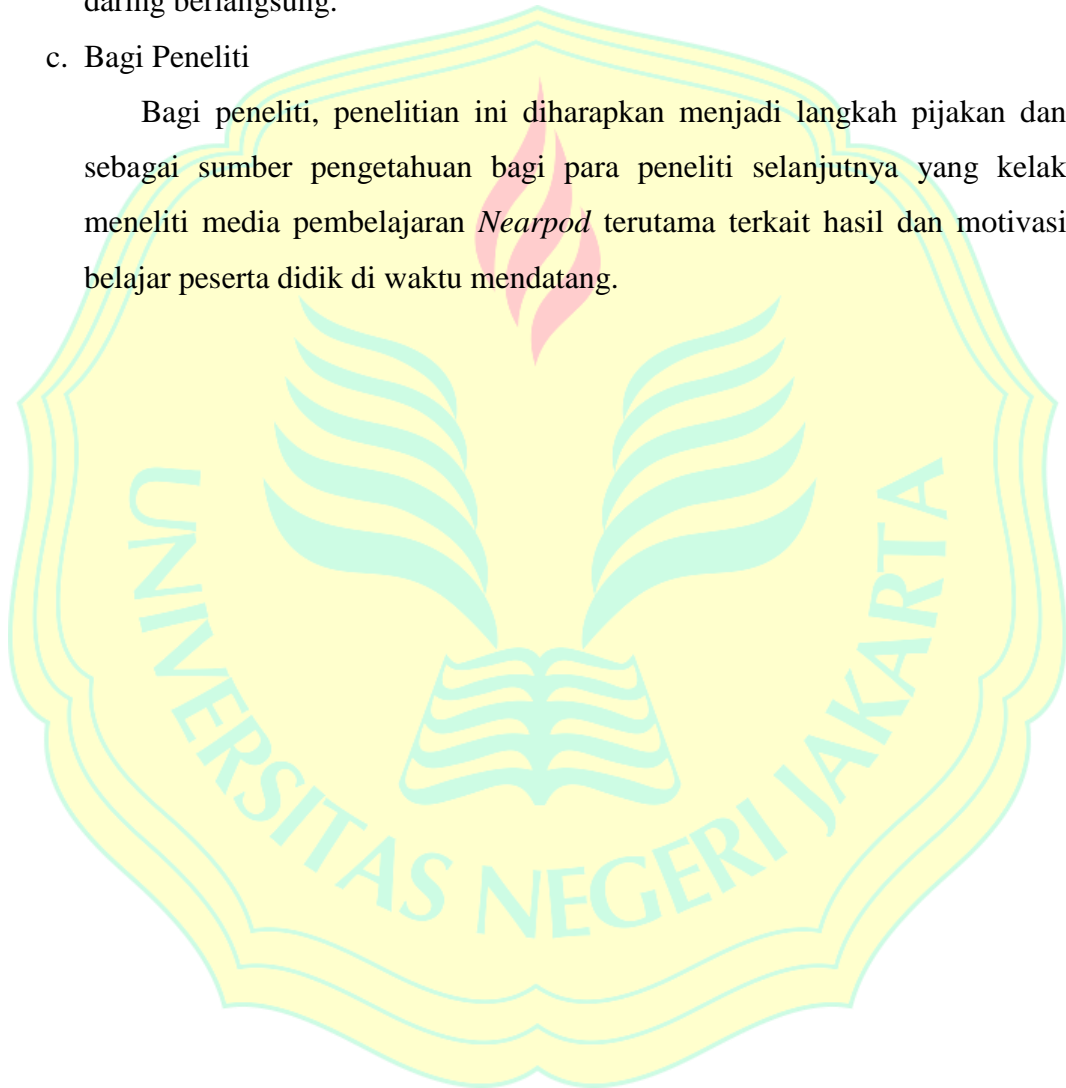 daring berlangsung.
c. Bagi Peneliti
Bagi peneliti, penelitian ini diharapkan menjadi langkah pijakan dan
sebagai sumber pengetahuan bagi para peneliti selanjutnya yang kelak
meneliti media pembelajaran Nearpod terutama terkait hasil dan motivasi
belajar peserta didik di waktu mendatang.
UNIVERSITAS NEGERI JAKARTA